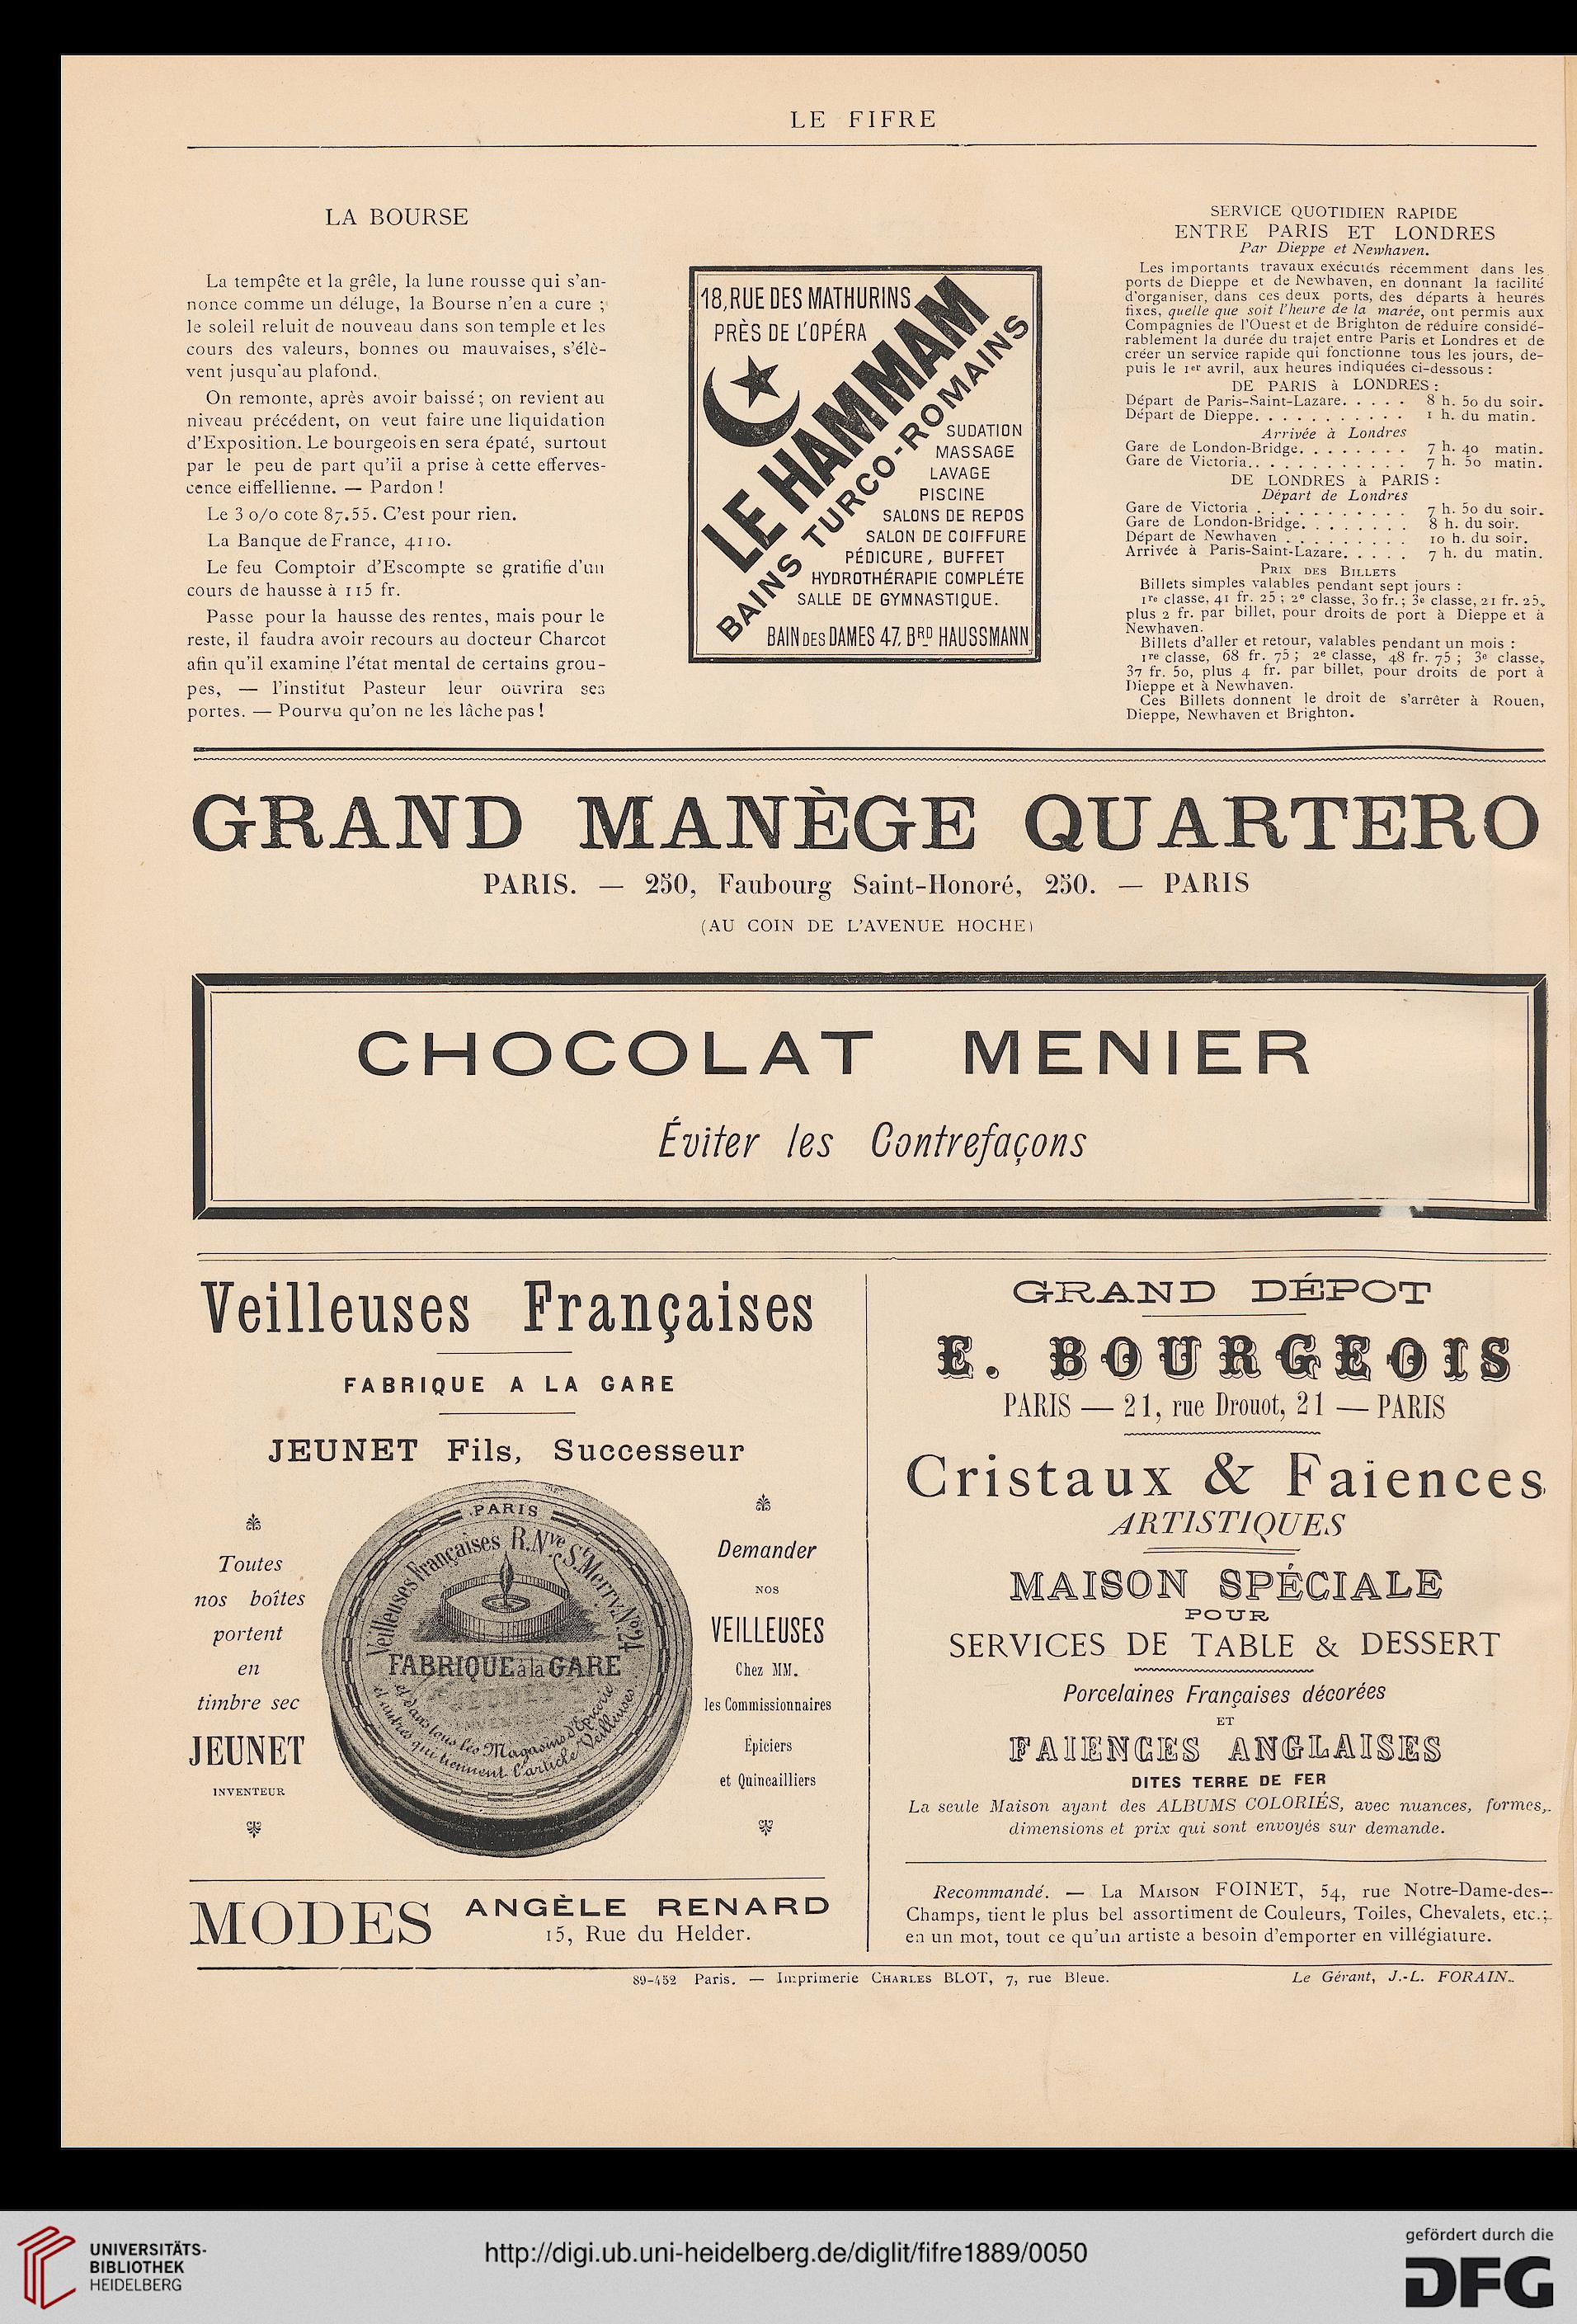 LE FIFRE
LA BOURSE
La tempête et la grêle, la lune rousse qui s'an-
nonce comme un déluge, la Bourse n'en a cure ;
le soleil reluit de nouveau dans son temple et les
cours des valeurs, bonnes ou mauvaises, s'élè-
vent jusqu'au plafond.
On remonte, après avoir baissé ; on revient au
niveau précédent, on veut faire une liquidation
d'Exposition. Le bourgeois en sera épaté, surtout
par le peu de part qu'il a prise à cette efferves-
cence eiffellienne. — Pardon !
Le 3 0/0 cote 87.55. C'est pour rien.
La Banque de France, 4110.
Le feu Comptoir d'Escompte se gratifie d'un
cours de hausse à 115 fr.
Passe pour la hausse des rentes, mais pour le
reste, il faudra avoir recours au docteur Charcot
afin qu'il examine l'état mental de certains grou-
pes, — l'institut Pasteur leur ouvrira ses
portes. — Pourvu qu'on ne les lâche pas !
18, RUE DES MATHURINS
PRÈS DE L'OPÉRA
LE HAMMAM
BAINS TURCO-ROMAINS
SUDATION
MASSAGE
LAVAGE
PISCINE
SALONS DE REPOS
SALON DE COIFFURE
PÉDICURE, BUFFET
HYDROTHÉRAPIE COMPLÉTE
SALLE DE GYMNASTIQUE.
BAIN DES DAMES 47, BRD HAUSSMANN
SERVICE QUOTIDIEN RAPIDE
ENTRE PARIS ET LONDRES
Par Dieppe et Newhaven.
Les importants travaux exécutés récemment dans les
ports de Dieppe et de Newhaven, en donnant la facilité
d'organiser, dans ces deux ports, des départs à heures
fixes, quelle que soit l'heure de la marée, ont permis aux
Compagnies de l'Ouest et de Brighton de réduire considé-
rablement la durée du trajet entre Paris et Londres et de
créer un service rapide qui fonctionne tous les jours, de-
puis le 1er avril, aux heures indiquées ci-dessous :
DE PARIS à LONDRES :
Départ de Paris-Saint-Lazare. . . . . 8 h. 50 du soir.
Départ de Dieppe. . . . . . . . . . . 1 h. du matin.
Arrivée à Londres
Gare de London-Bridge. . . . . . . . 7 h. 40 matin.
Gare de Victoria. . . . . . . . . . . . 7 h. 50 matin.
DE LONDRES à PARIS :
Départ de Londres
Gare de Victoria . . . . . . . . . . . 7 h. 50 du soir.
Gare de London-Bridge. . . . . . . . 8 h. du soir.
Départ de Newhaven . . . . . . . . . 10 h. du soir.
Arrivée à Paris-Saint-Lazare. . . . . 7 h. du matin.
PRIX DES BILLETS
Billets simples valables pendant sept jours :
1re classe, 41 fr. 25 ; 2e classe, 30 fr. ; 3e classe, 21 fr. 25,
plus 2 fr. par billet, pour droits de port à Dieppe et à
Newhaven.
Billets d'aller et retour, valables pendant un mois :
1re classe, 68 fr. 75 ; 2e classe, 48 fr. 75 ; 3e classe,
37 fr. 50, plus 4 fr. par billet, pour droits de port à
Dieppe et à Newhaven.
Ces Billets donnent le droit de s'arrêter à Rouen,
Dieppe, Newhaven et Brighton.
GRAND MANÈGE QUARTERO
PARIS. — 250, Faubourg Saint-Honoré, 250. — PARIS
(AU COIN DE L'AVENUE HOCHE)
CHOCOLAT MENIER
Éviter les Contrefaçons
Veilleuses Françaises
FABRIQUE A LA GARE
JEUNET Fils, Successeur
Toutes
nos boîtes
portent
en
timbre sec
JEUNET
INVENTEUR
PARIS
Veilleuses Françaises R. Nve St Merry. No 24
FABRIQUE à la GARE
JEUNET
INVENTEUR
et dans tous les Magasins d'Épicerie
et autres qui tiennent l'article Veilleuses
Demander
NOS
VEILLEUSES
Chez MM.
les Commissionnaires
Épiciers
et Quincailliers
MODES ANGÈLE RENARD
15, Rue du Helder.
GRAND DÉPOT
E. BOURGEOIS
PARIS — 21, rue Drouot, 21 — PARIS
Cristaux & Faïences
ARTISTIQUES
MAISON SPÉCIALE
POUR
SERVICES DE TABLE & DESSERT
Porcelaines Françaises décorées
ET
FAIENCES ANGLAISES
DITES TERRE DE FER
La seule Maison ayant des ALBUMS COLORIÉS, avec nuances, formes,
dimensions et prix qui sont envoyés sur demande.
Recommandé. — La MAISON FOINET, 54, rue Notre-Dame-des-
Champs, tient le plus bel assortiment de Couleurs, Toiles, Chevalets, etc. ;
en un mot, tout ce qu'un artiste a besoin d'emporter en villégiature.
89-452 Paris. — Imprimerie CHARLES BLOT, 7, rue Bleue.
Le Gérant, J.-L. FORAIN.
UNIVERSITÄTS-
BIBLIOTHEK
HEIDELBERG
http://digi.ub.uni-heidelberg.de/diglit/fifre1889/0050
gefördert durch die
DFG